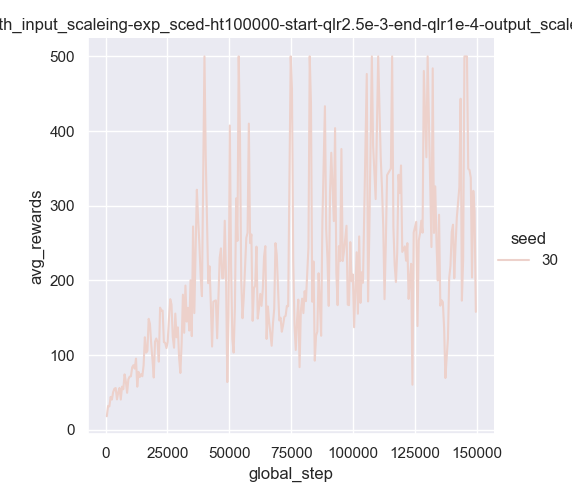 th_input_scaleing-exp_sced-ht100000-start-qlr2.5e-3-end-qlr1e-4-output_scale
500
400
300
200
100
0
avg_rewards
0 25000 50000 75000 100000 125000 150000
global_step
seed
30